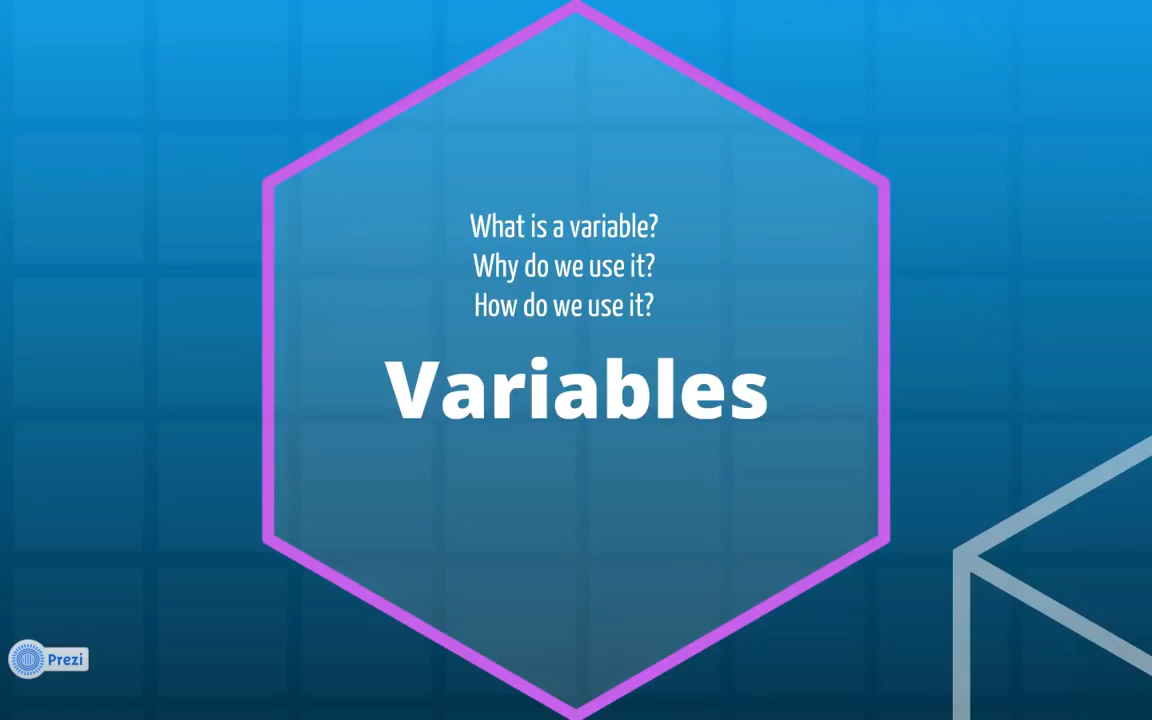 What is a variable?
Why do we use it?
How do we use it?
Variables
Prezi